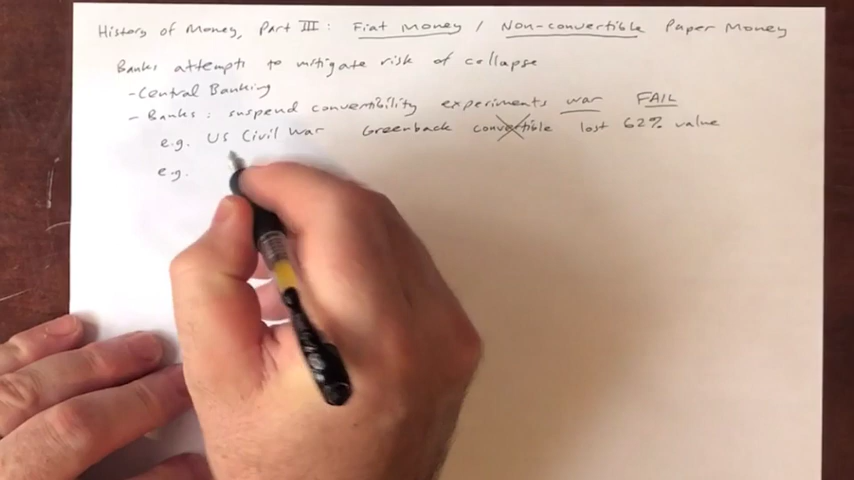 History of Money, Part III: Fiat Money / Non-convertible Paper Money
Banks attempt to mitigate risk of collapse
- Central Banking
- Banks: suspend convertibility experiments war FAIL
e.g. US Civil War Greenback convertible lost 62% value
e.g.